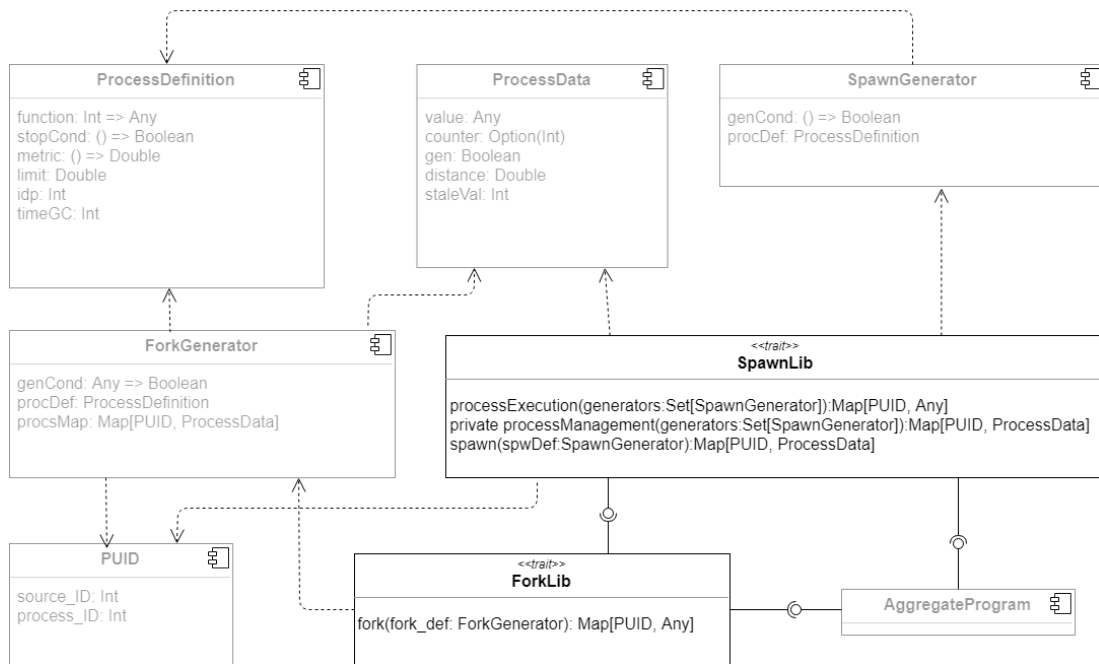 ProcessDefinition
function: Int => Any
stopCond: () => Boolean
metric: () => Double
limit: Double
idp: Int
timeGC: Int
ProcessData
value: Any
counter: Option(Int)
gen: Boolean
distance: Double
staleVal: Int
SpawnGenerator
genCond: () => Boolean
procDef: ProcessDefinition
ForkGenerator
genCond: Any => Boolean
procDef: ProcessDefinition
procsMap: Map[PUID, ProcessData]
<<trait>>
SpawnLib
processExecution(generators:Set[SpawnGenerator]):Map[PUID, Any]
private processManagement(generators:Set[SpawnGenerator]):Map[PUID, ProcessData]
spawn(spwDef:SpawnGenerator):Map[PUID, ProcessData]
PUID
source_ID: Int
process_ID: Int
<<trait>>
ForkLib
fork(fork_def: ForkGenerator): Map[PUID, Any]
AggregateProgram